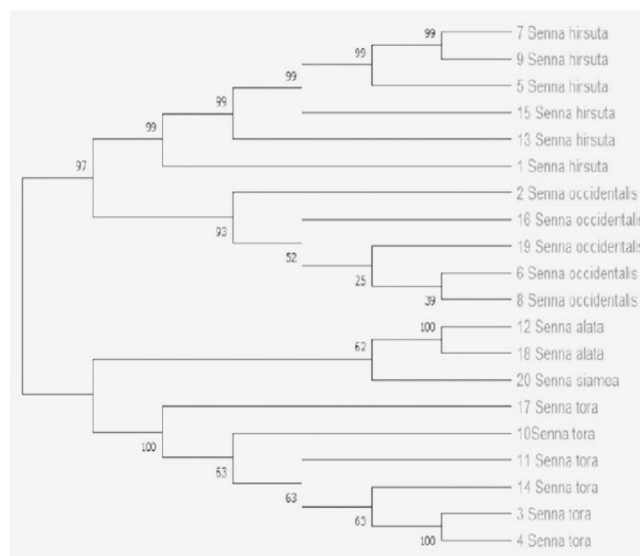 99
7 Senna hirsuta
99
9 Senna hirsuta
99
5 Senna hirsuta
99
15 Senna hirsuta
99
13 Senna hirsuta
97
1 Senna hirsuta
2 Senna occidentalis
93
16 Senna occidentalis
52
19 Senna occidentalis
25
6 Senna occidentalis
39
8 Senna occidentalis
100
12 Senna alata
62
18 Senna alata
20 Senna siamea
17 Senna tora
100
10Senna tora
63
11 Senna tora
63
14 Senna tora
63
3 Senna tora
100
4 Senna tora